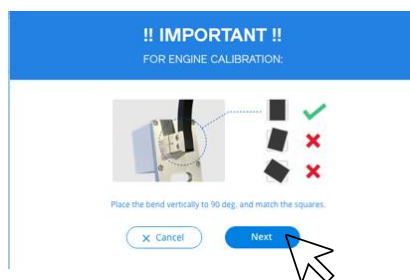 !! IMPORTANT !!
FOR ENGINE CALIBRATION:
Place the bend vertically to 90 deg. and match the squares.
X Cancel
Next